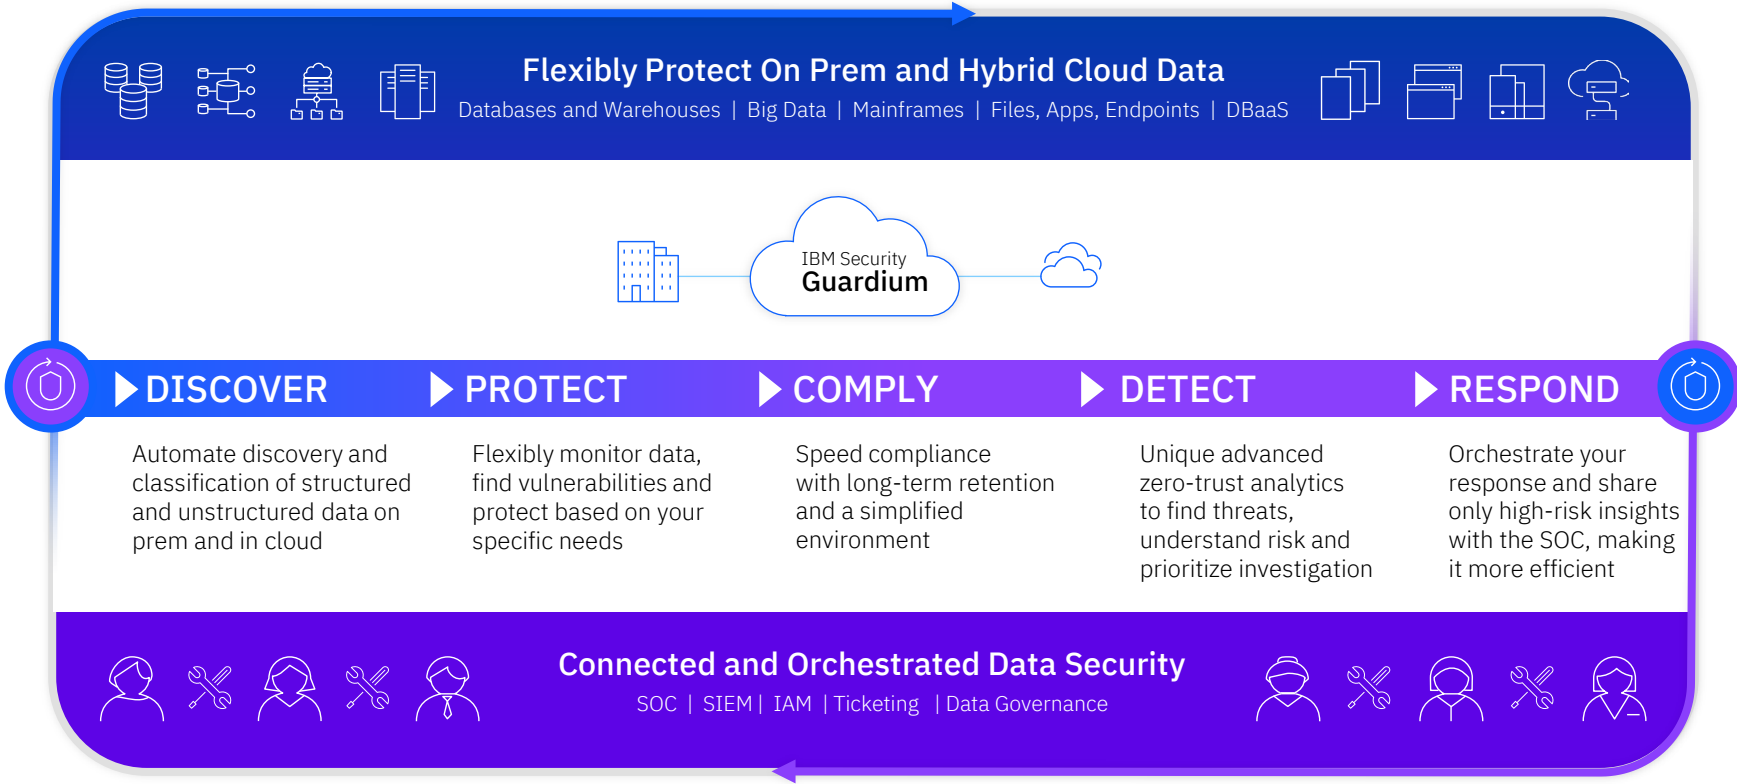 Flexibly Protect On Prem and Hybrid Cloud Data
Databases and Warehouses | Big Data | Mainframes | Files, Apps, Endpoints | DBaaS
IBM Security
Guardium
DISCOVER
Automate discovery and
classification of structured
and unstructured data on
prem and in cloud
PROTECT
Flexibly monitor data,
find vulnerabilities and
protect based on your
specific needs
COMPLY
Speed compliance
with long-term retention
and a simplified
environment
DETECT
Unique advanced
zero-trust analytics
to find threats,
understand risk and
prioritize investigation
RESPOND
Orchestrate your
response and share
only high-risk insights
with the SOC, making
it more efficient
Connected and Orchestrated Data Security
SOC | SIEM | IAM | Ticketing | Data Governance